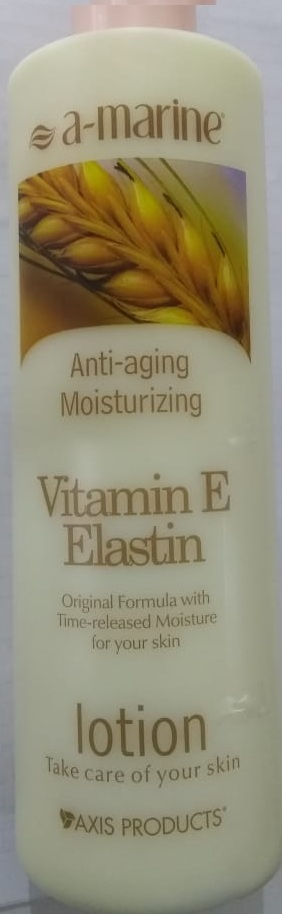 a-marine
Anti-aging
Moisturizing
Vitamin E
Elastin
Original Formula with
Time-released Moisture
for your skin
lotion
Take care of your skin
AXIS PRODUCTS